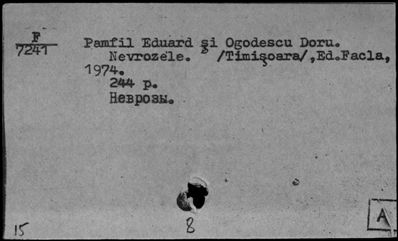 F
7241
Pamfil Eduard şi Ogodescu Doru.
Nevrozele. /Timişoara/,Ed.Facla,
1974.
244 p.
Неврозы.
15
8
A